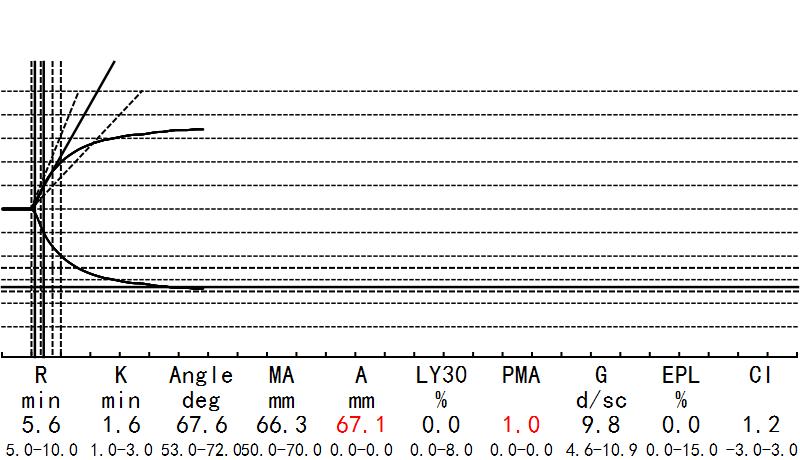 R K Angle MA A LY30 PMA G EPL CI
min min deg mm mm % d/sc %
5.6 1.6 67.6 66.3 67.1 0.0 1.0 9.8 0.0 1.2
5.0-10.0 1.0-3.0 53.0-72.0 50.0-70.0 0.0-0.0 0.0-8.0 0.0-0.0 4.6-10.9 0.0-15.0 -3.0-3.0